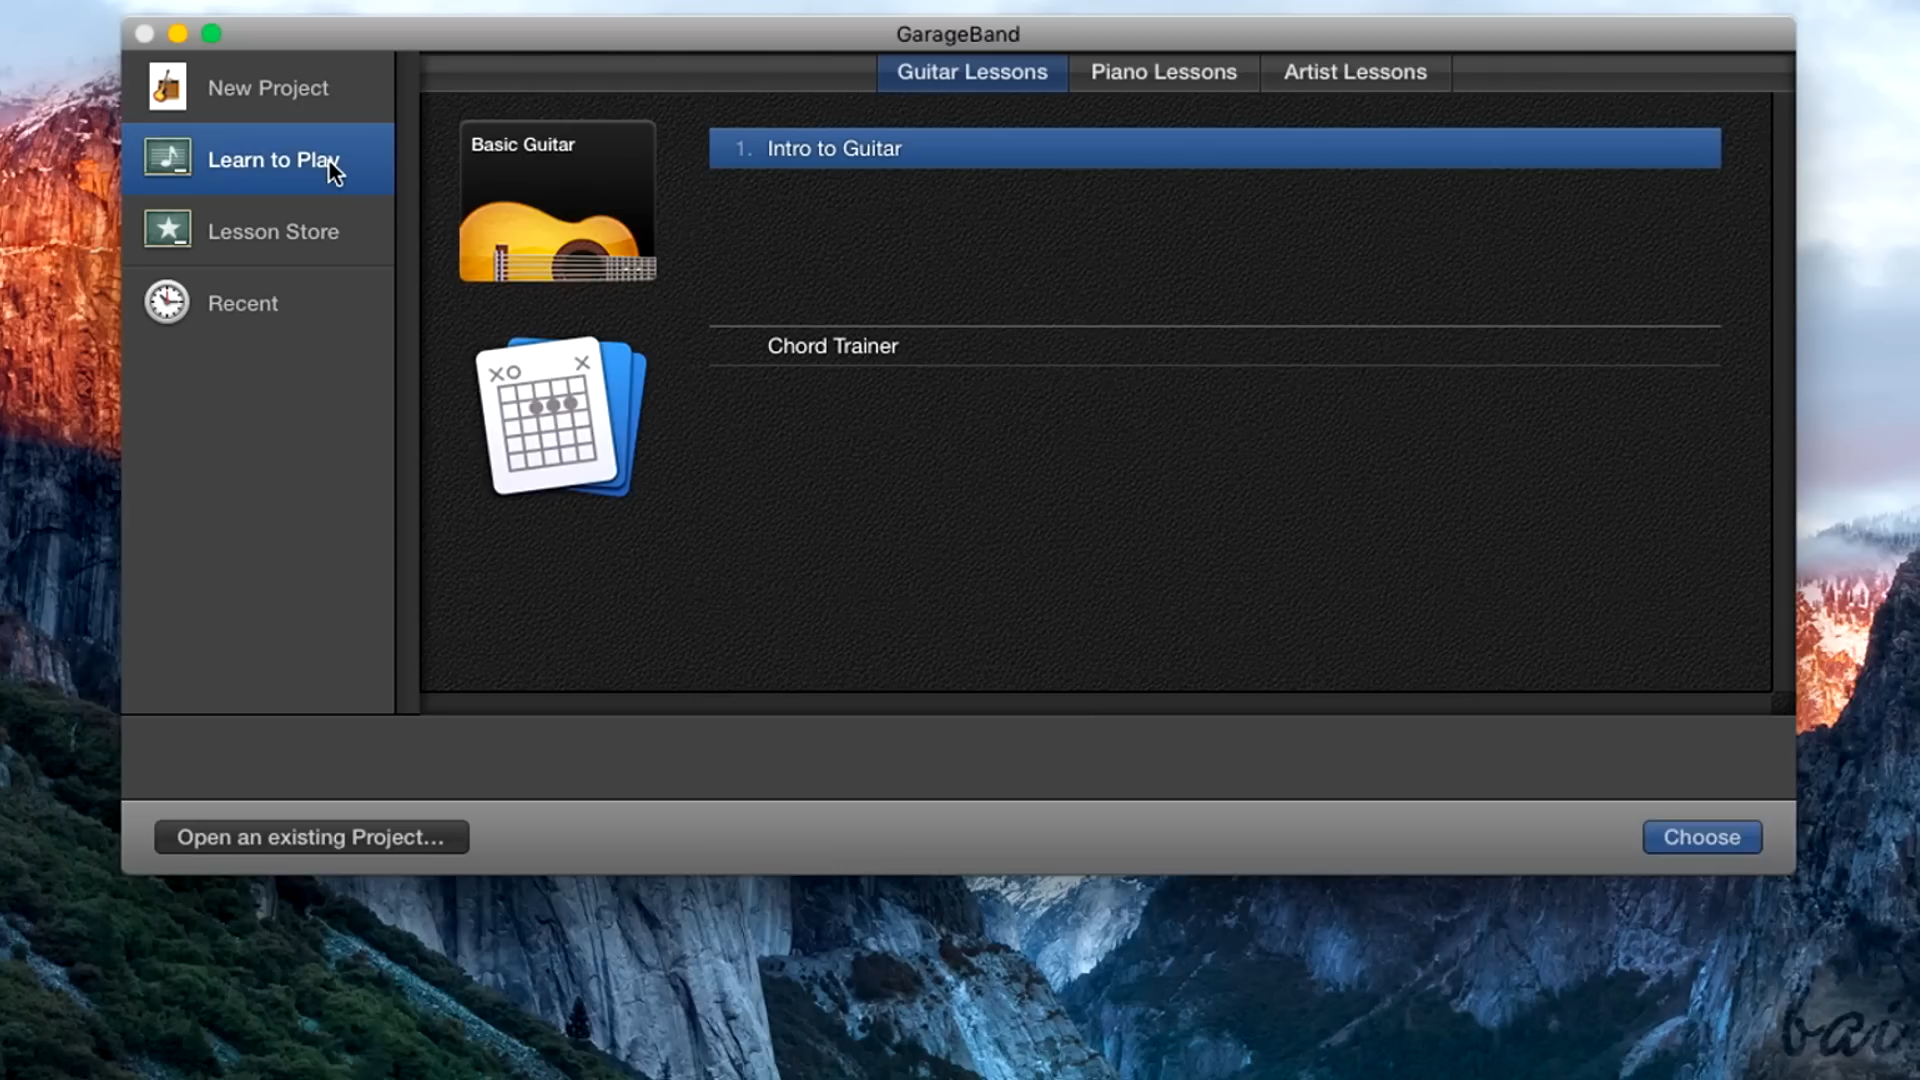 GarageBand
New Project
Learn to Play
Lesson Store
Recent
Guitar Lessons
Piano Lessons
Artist Lessons
Basic Guitar
1. Intro to Guitar
Chord Trainer
Open an existing Project...
Choose